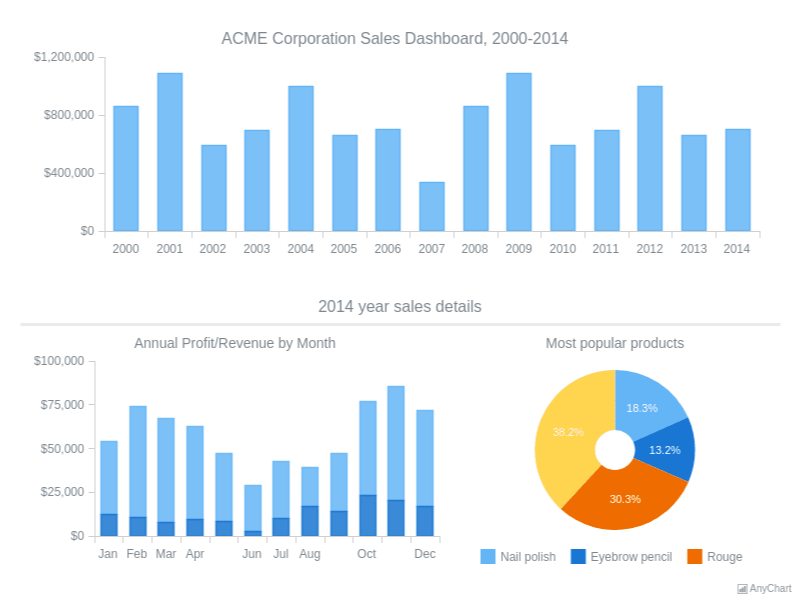 ACME Corporation Sales Dashboard, 2000-2014
$1,200,000
$800,000
$400,000
$0
2000 2001 2002 2003 2004 2005 2006 2007 2008 2009 2010 2011 2012 2013 2014
2014 year sales details
Annual Profit/Revenue by Month
$100,000
$75,000
$50,000
$25,000
$0
Jan Feb Mar Apr Jun Jul Aug Oct Dec
Most popular products
18.3%
38.2%
13.2%
30.3%
Nail polish Eyebrow pencil Rouge
AnyChart